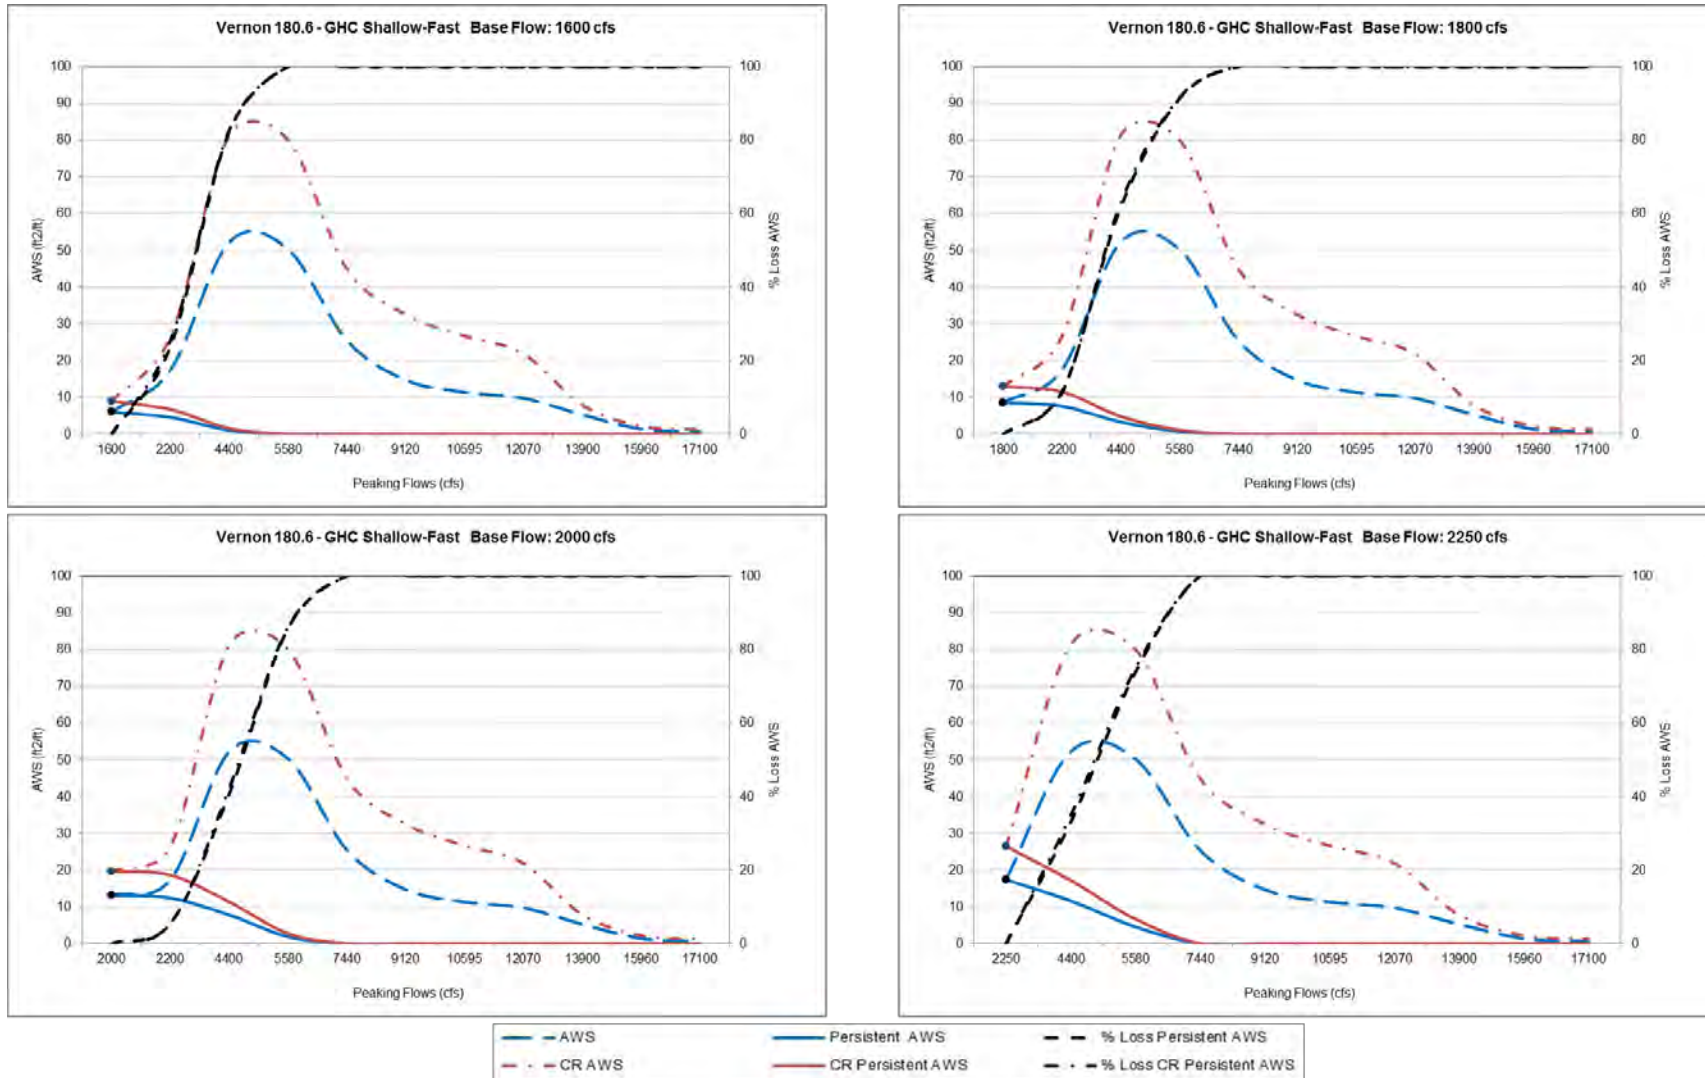 Vernon 180.6 - GHC Shallow-Fast Base Flow: 1600 cfs
100 90 80 70 60 50 40 30 20 10 0
AWS (ft2/ft)
100 80 60 40 20 0
% Loss AWS
1600 2200 4400 5580 7440 9120 10595 12070 13900 15960 17100
Peaking Flows (cfs)
Vernon 180.6 - GHC Shallow-Fast Base Flow: 1800 cfs
100 90 80 70 60 50 40 30 20 10 0
AWS (ft2/ft)
100 80 60 40 20 0
% Loss AWS
1800 2200 4400 5580 7440 9120 10595 12070 13900 15960 17100
Peaking Flows (cfs)
Vernon 180.6 - GHC Shallow-Fast Base Flow: 2000 cfs
100 90 80 70 60 50 40 30 20 10 0
AWS (ft2/ft)
100 80 60 40 20 0
% Loss AWS
2000 2200 4400 5580 7440 9120 10595 12070 13900 15960 17100
Peaking Flows (cfs)
Vernon 180.6 - GHC Shallow-Fast Base Flow: 2250 cfs
100 90 80 70 60 50 40 30 20 10 0
AWS (ft2/ft)
100 80 60 40 20 0
% Loss AWS
2250 4400 5580 7440 9120 10595 12070 13900 15960 17100
Peaking Flows (cfs)
AWS Persistent AWS % Loss Persistent AWS
CR AWS CR Persistent AWS % Loss CR Persistent AWS